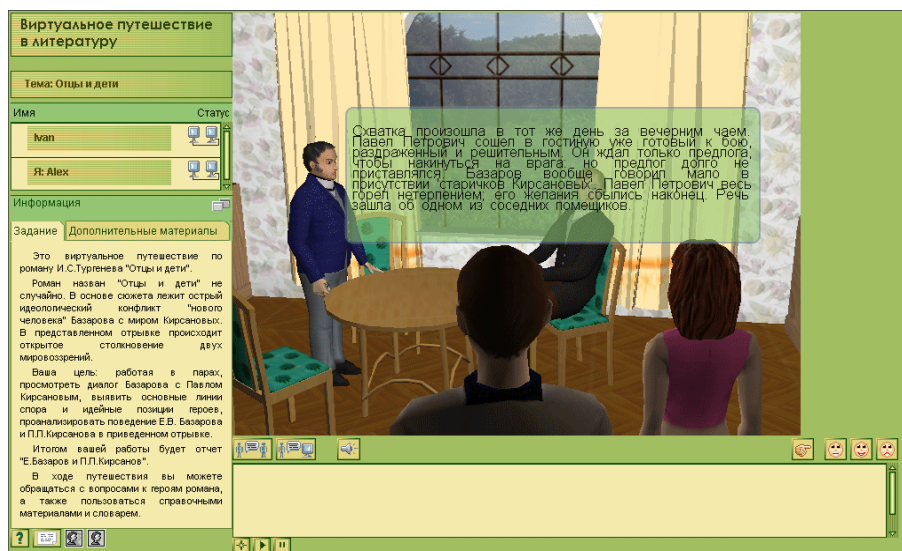 Виртуальное путешествие
в литературу
Тема: Отцы и дети
Имя Статус
Ivan
Я: Alex
Информация
Задание Дополнительные материалы
Это виртуальное путешествие по
роману И.С.Тургенева "Отцы и дети".
Роман назван "Отцы и дети" не
случайно. В основе сюжета лежит острый
идеологический конфликт "нового
человека" Базарова с миром Кирсановых.
В представленном отрывке происходит
открытое столкновение двух
мировоззрений.
Ваша цель: работая в парах,
просмотреть диалог Базарова с Павлом
Кирсановым, выявить основные линии
спора и идейные позиции героев,
проанализировать поведение Е.В. Базарова
и П.П.Кирсанова в приведенном отрывке.
Итогом вашей работы будет отчет
"Е.Базаров и П.П.Кирсанов".
В ходе путешествия вы можете
обращаться с вопросами к героям романа,
а также пользоваться справочными
материалами и словарем.
?
Схватка произошла в тот же день за вечерним чаем.
Павел Петрович сошел в гостиную уже готовый к бою,
раздраженный и решительный. Он ждал только предлога,
чтобы накинуться на врага, но предлог долго не
приставлялся. Базаров вообще говорил мало в
присутствии "старичков Кирсановых". Павел Петрович весь
горел нетерпением; его желания сбылись наконец. Речь
зашла об одном из соседних помещиков.